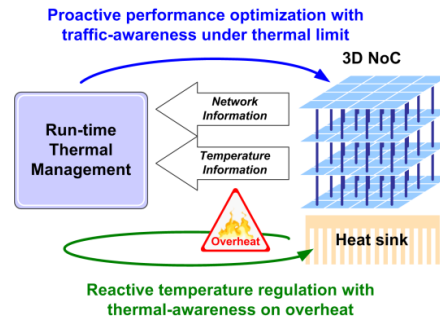 Proactive performance optimization with
traffic-awareness under thermal limit
3D NoC
Network
Information
Run-time
Thermal
Management
Temperature
Information
Overheat
Heat sink
Reactive temperature regulation with
thermal-awareness on overheat